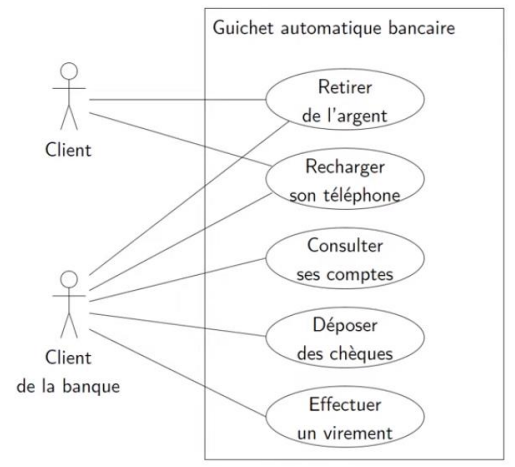 Guichet automatique bancaire
Retirer
de l'argent
Client
Recharger
son téléphone
Consulter
ses comptes
Déposer
des chèques
Client
de la banque
Effectuer
un virement